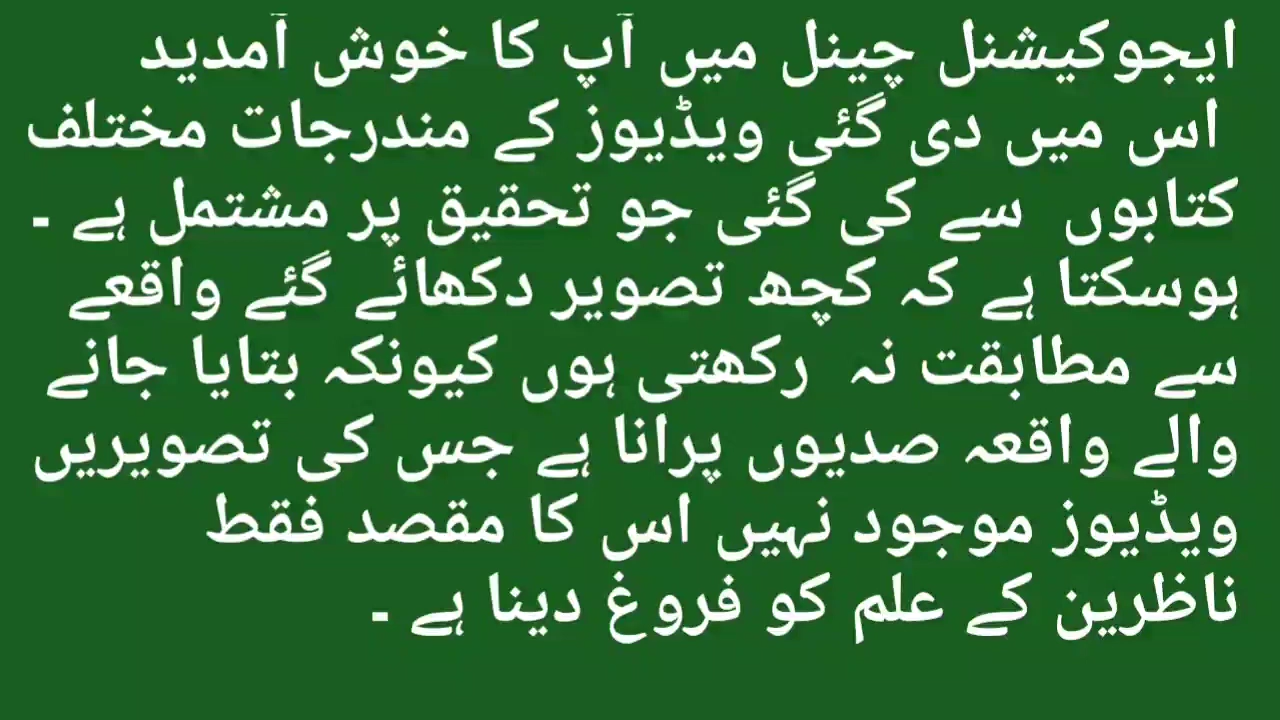 ایجوکیشنل چینل میں آپ کا خوش آمدید
اس میں دی گئی ویڈیوز کے مندرجات مختلف
کتابوں سے کی گئی جو تحقیق پر مشتمل ہے ۔
ہوسکتا ہے کہ کچھ تصویر دکھائے گئے واقعے
سے مطابقت نہ رکھتی ہوں کیونکہ بتایا جانے
والے واقعہ صدیوں پرانا ہے جس کی تصویریں
ویڈیوز موجود نہیں اس کا مقصد فقط
ناظرین کے علم کو فروغ دینا ہے ۔